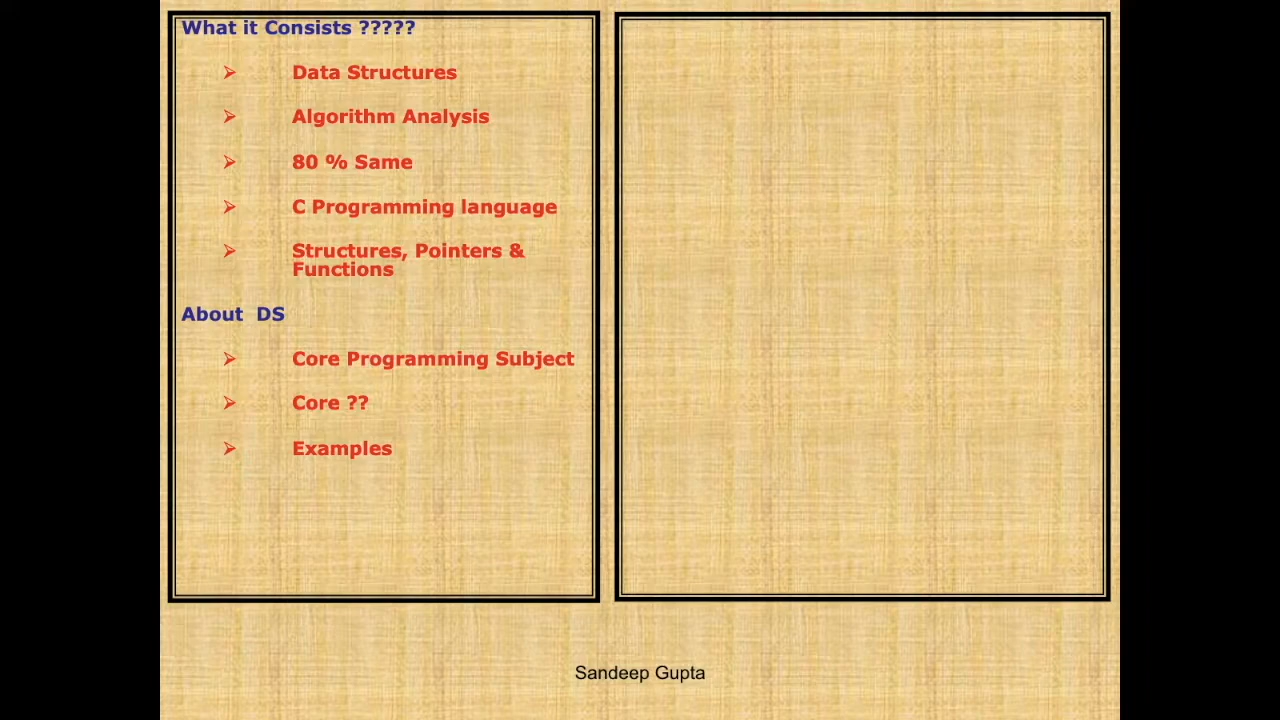 What it Consists ?????
➢ Data Structures
➢ Algorithm Analysis
➢ 80 % Same
➢ C Programming language
➢ Structures, Pointers &
Functions
About  DS
➢ Core Programming Subject
➢ Core ??
➢ Examples
Sandeep Gupta